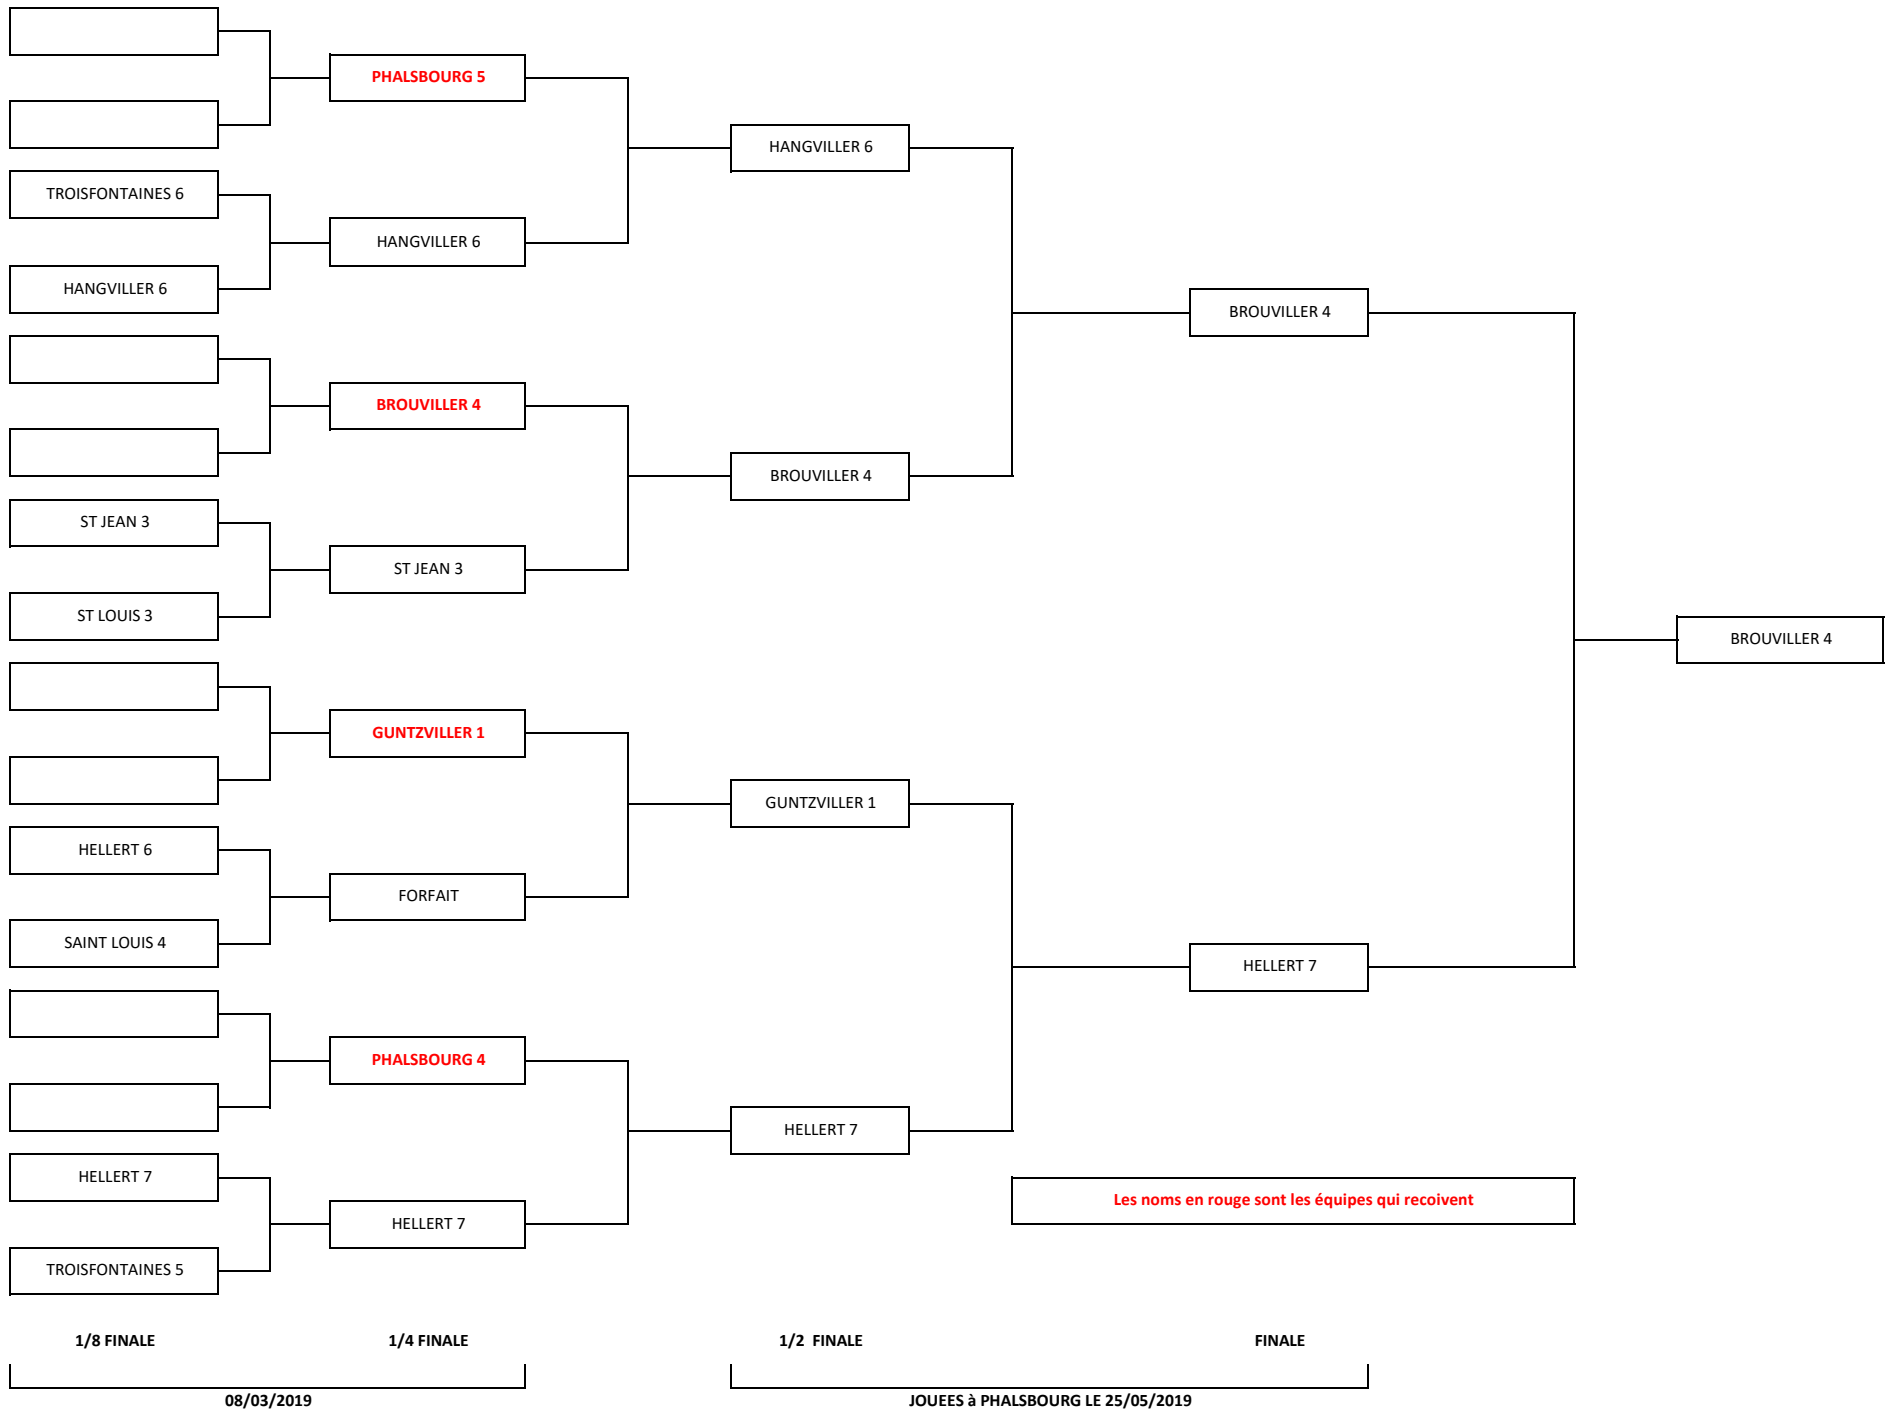 PHALSBOURG 5
HANGVILLER 6
TROISFONTAINES 6
HANGVILLER 6
HANGVILLER 6
BROUVILLER 4
BROUVILLER 4
BROUVILLER 4
ST JEAN 3
ST JEAN 3
ST LOUIS 3
BROUVILLER 4
GUNTZVILLER 1
GUNTZVILLER 1
HELLERT 6
FORFAIT
SAINT LOUIS 4
HELLERT 7
PHALSBOURG 4
HELLERT 7
HELLERT 7
Les noms en rouge sont les équipes qui recoivent
HELLERT 7
TROISFONTAINES 5
1/8 FINALE
1/4 FINALE
1/2 FINALE
FINALE
08/03/2019
JOUEES à PHALSBOURG LE 25/05/2019